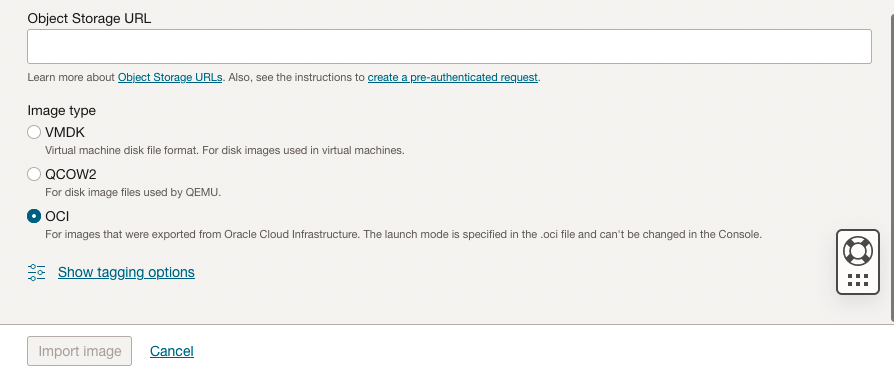 Object Storage URL
Learn more about Object Storage URLs. Also, see the instructions to create a pre-authenticated request.
Image type
VMDK
Virtual machine disk file format. For disk images used in virtual machines.
QCOW2
For disk image files used by QEMU.
OCI
For images that were exported from Oracle Cloud Infrastructure. The launch mode is specified in the .oci file and can't be changed in the Console.
Show tagging options
Import image Cancel